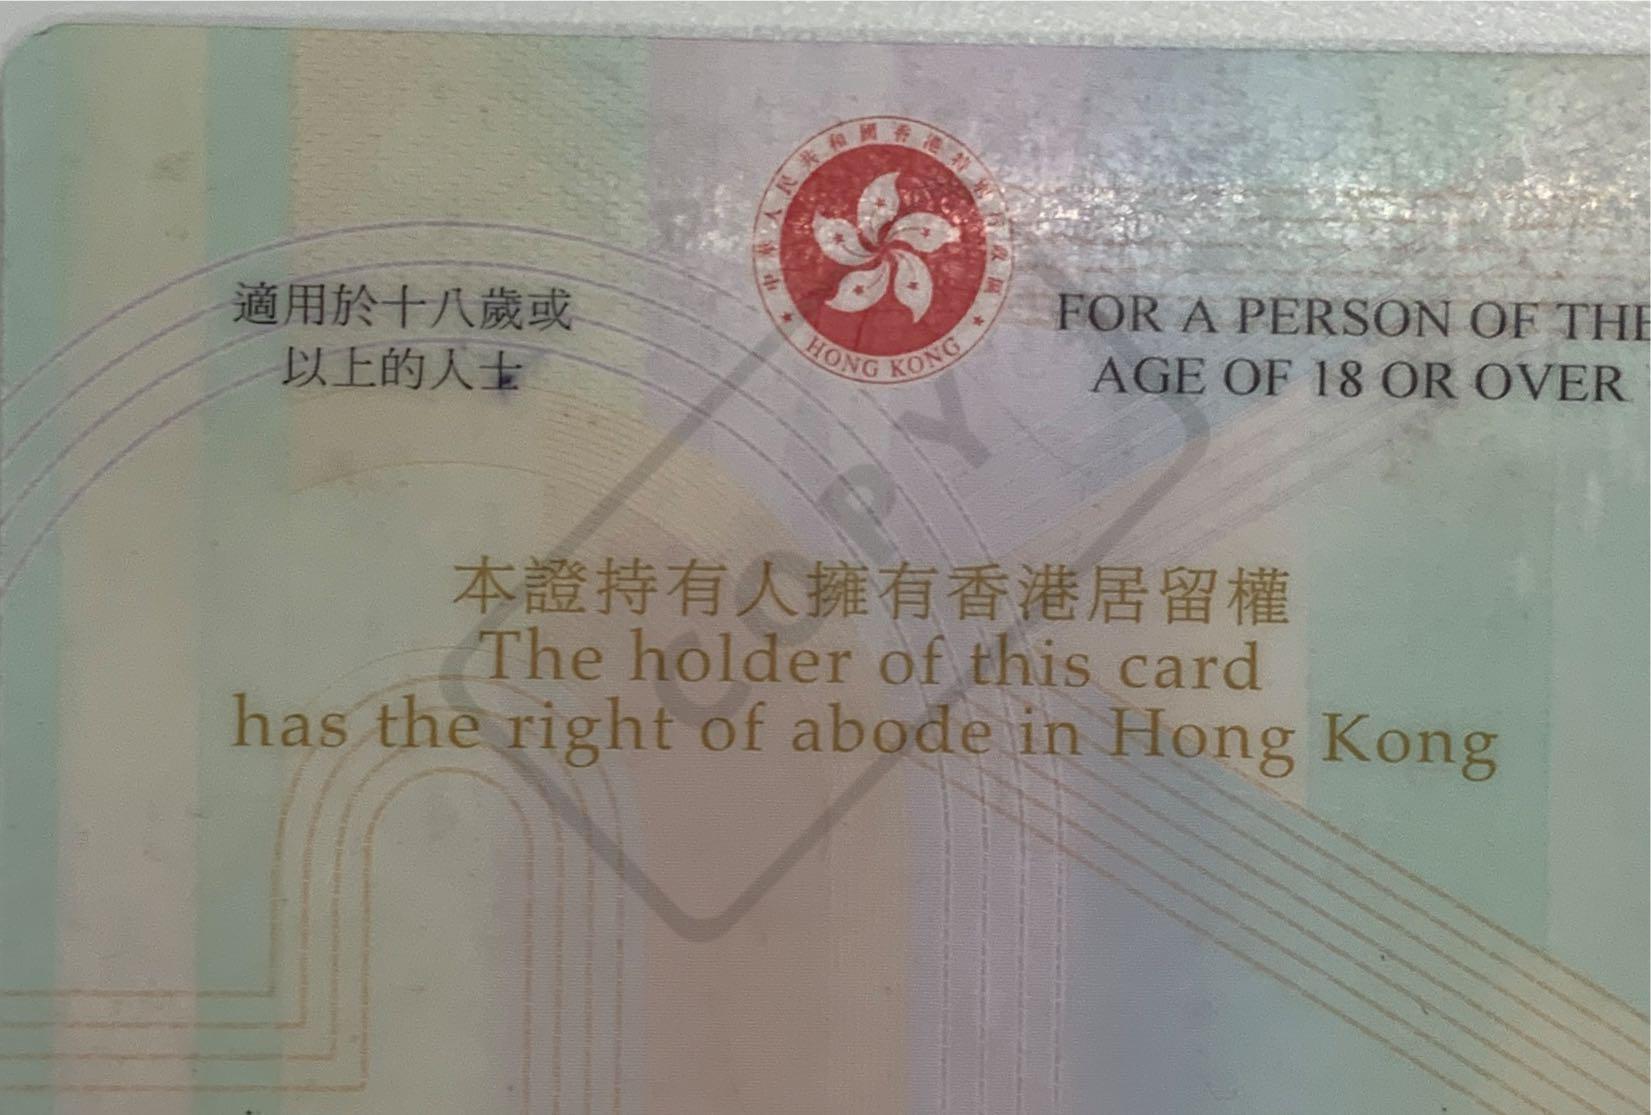 中華人民共和國香港特別行政區
HONG KONG
適用於十八歲或
以上的人士
FOR A PERSON OF THE
AGE OF 18 OR OVER
本證持有人擁有香港居留權
The holder of this card
has the right of abode in Hong Kong
COPY